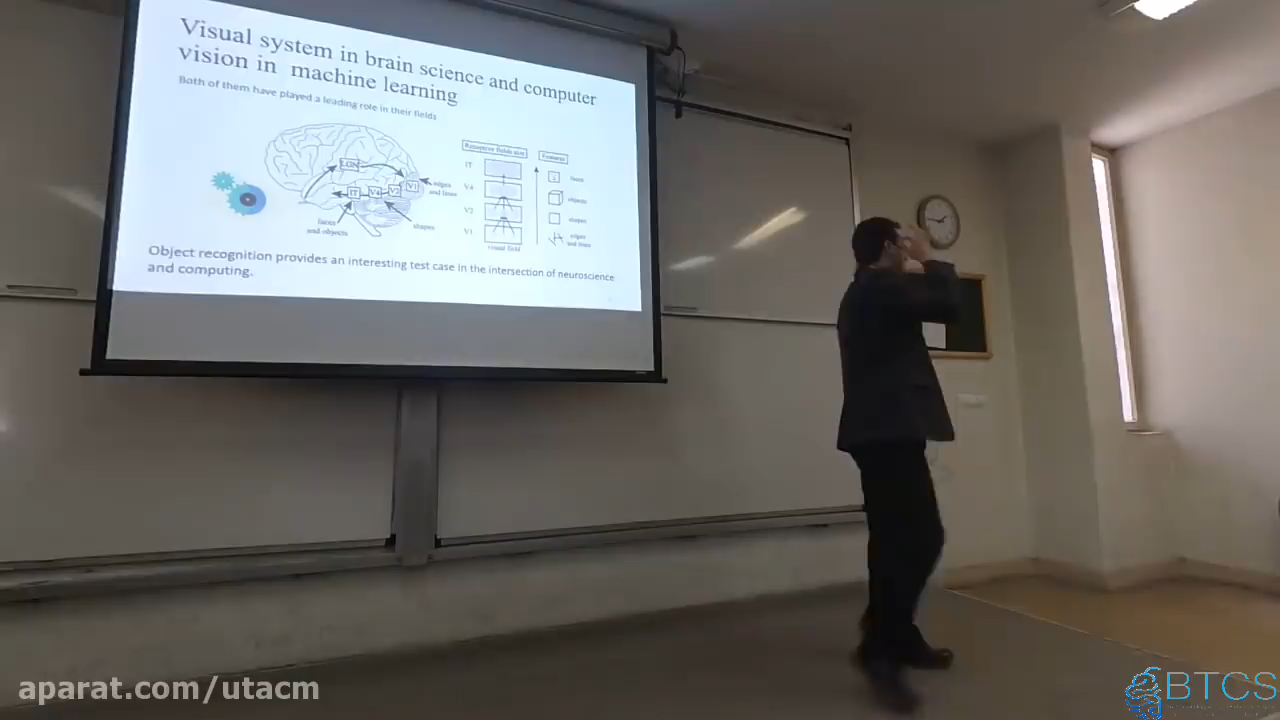 Visual system in brain science and computer
vision in machine learning
Both of them have played a leading role in their fields
LGN
IT
V4
V2
V1
edges
and lines
faces
and objects
shapes
Receptive fields size
Features
IT
V4
V2
V1
visual field
faces
objects
shapes
edges
and lines
Object recognition provides an interesting test case in the intersection of neuroscience
and computing.
aparat.com/utacm
BTCS